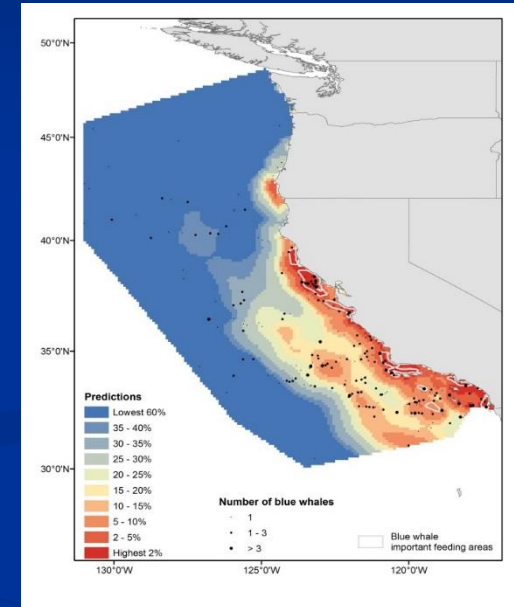 50°0'N
45°0'N
40°0'N
35°0'N
30°0'N
Predictions
Lowest 60%
35 - 40%
30 - 35%
25 - 30%
20 - 25%
15 - 20%
10 - 15%
5 - 10%
2 - 5%
Highest 2%
Number of blue whales
1
1 - 3
> 3
Blue whale
important feeding areas
130°0'W 125°0'W 120°0'W